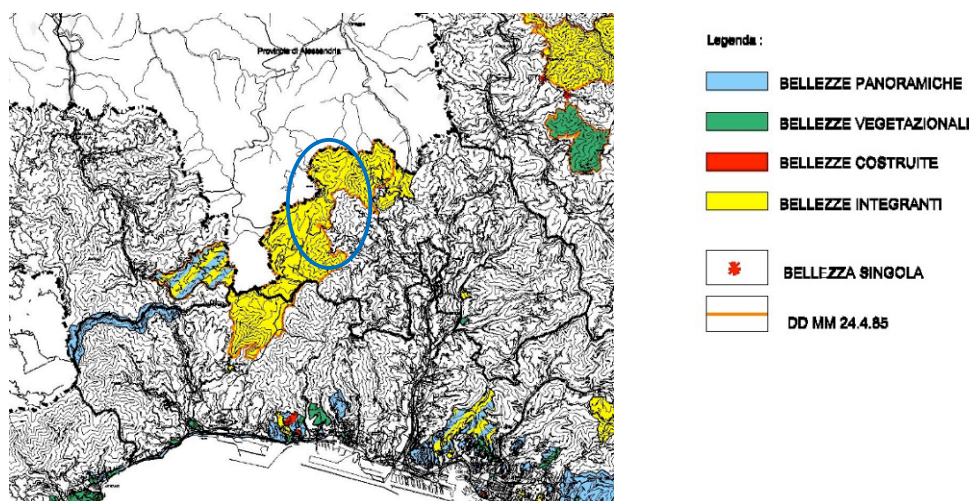 Provincia di Alessandria
Legenda :
BELLEZZE PANORAMICHE
BELLEZZE VEGETAZIONALI
BELLEZZE COSTRUITE
BELLEZZE INTEGRANTI
BELLEZZA SINGOLA
DD MM 24.4.85